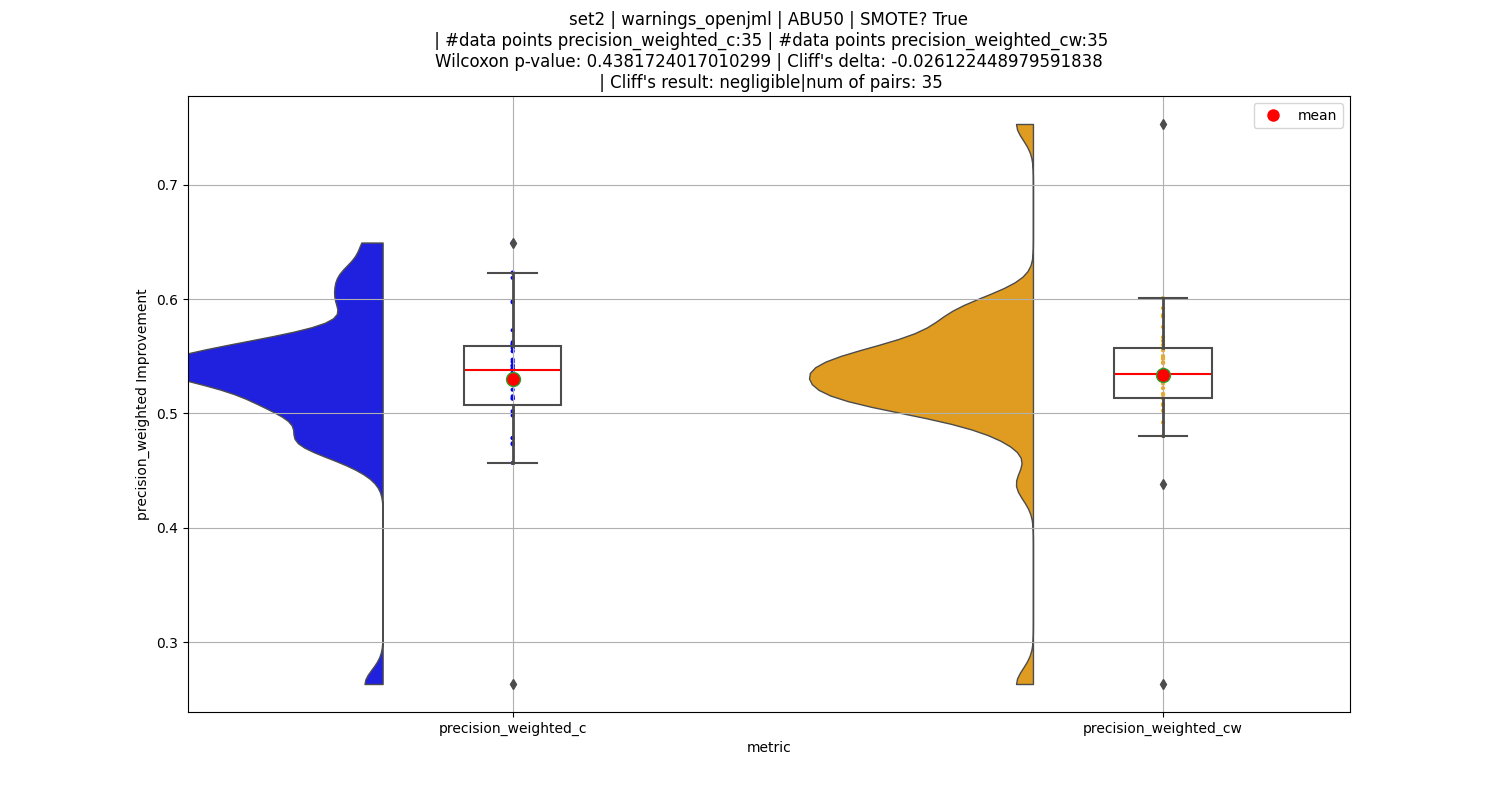 set2 | warnings_openjml | ABU50 | SMOTE? True
| #data points precision_weighted_c:35 | #data points precision_weighted_cw:35
Wilcoxon p-value: 0.4381724017010299 | Cliff's delta: -0.026122448979591838
| Cliff's result: negligible|num of pairs: 35
mean
0.7
0.6
0.5
0.4
0.3
precision_weighted Improvement
precision_weighted_c
precision_weighted_cw
metric